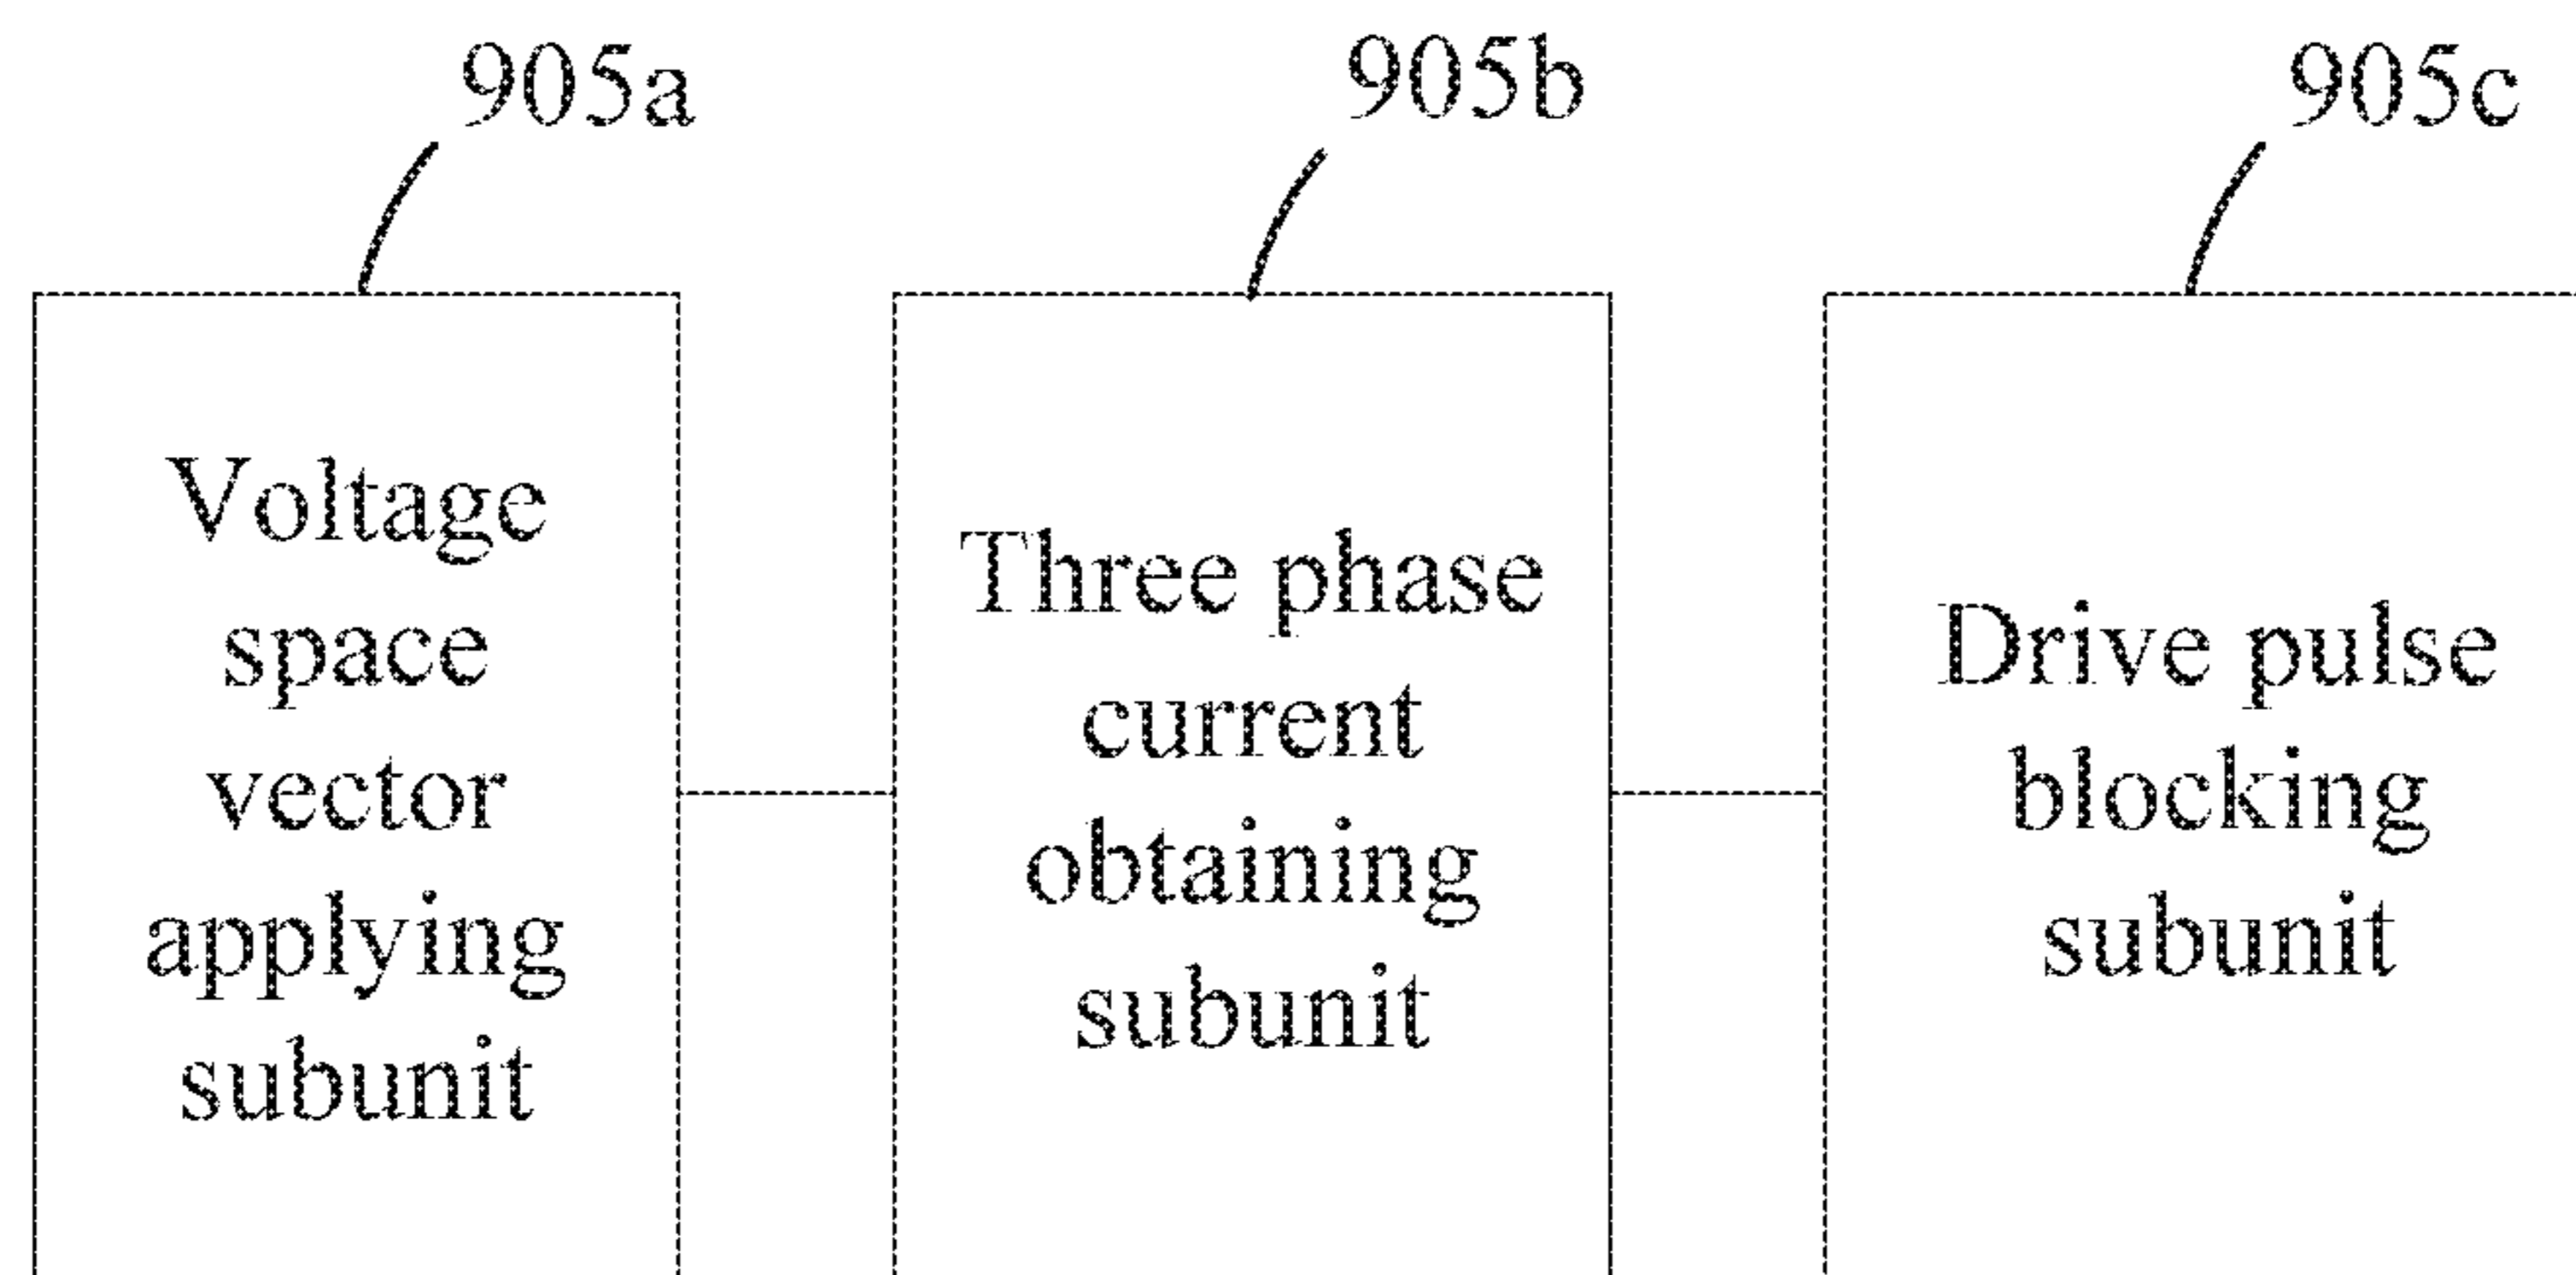 905a
905b
905c
Voltage
space
vector
applying
subunit
Three phase
current
obtaining
subunit
Drive pulse
blocking
subunit